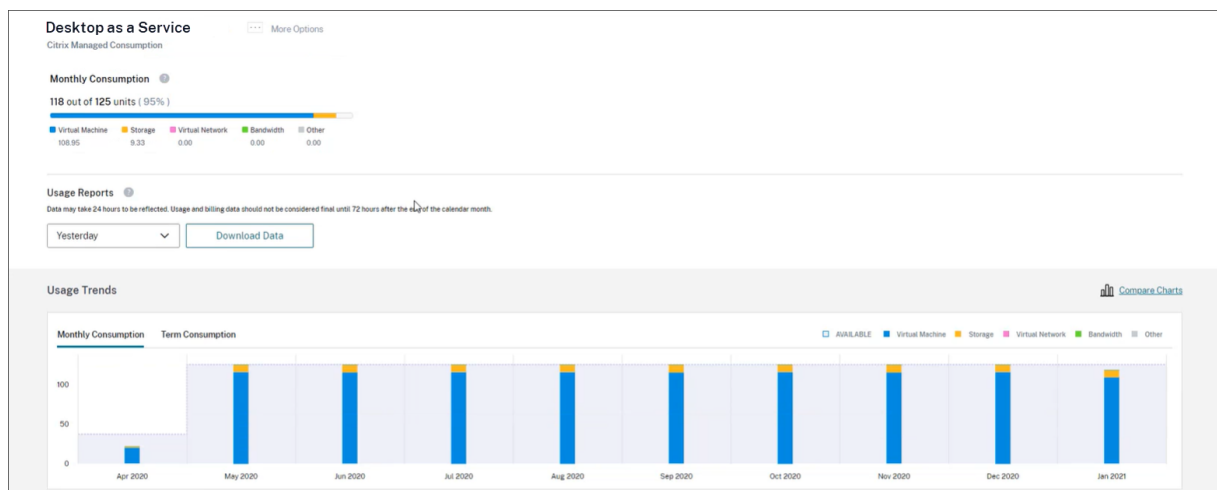 Desktop as a Service
More Options
Citrix Managed Consumption
Monthly Consumption ?
118 out of 125 units ( 95% )
Virtual Machine Storage Virtual Network Bandwidth Other
108.95 9.33 0.00 0.00 0.00
Usage Reports ?
Data may take 24 hours to be reflected. Usage and billing data should not be considered final until 72 hours after the of the calendar month.
Yesterday
Download Data
Usage Trends
Compare Charts
Monthly Consumption Term Consumption
AVAILABLE Virtual Machine Storage Virtual Network Bandwidth Other
100
50
0
Apr 2020 May 2020 Jun 2020 Jul 2020 Aug 2020 Sep 2020 Oct 2020 Nov 2020 Dec 2020 Jan 2021